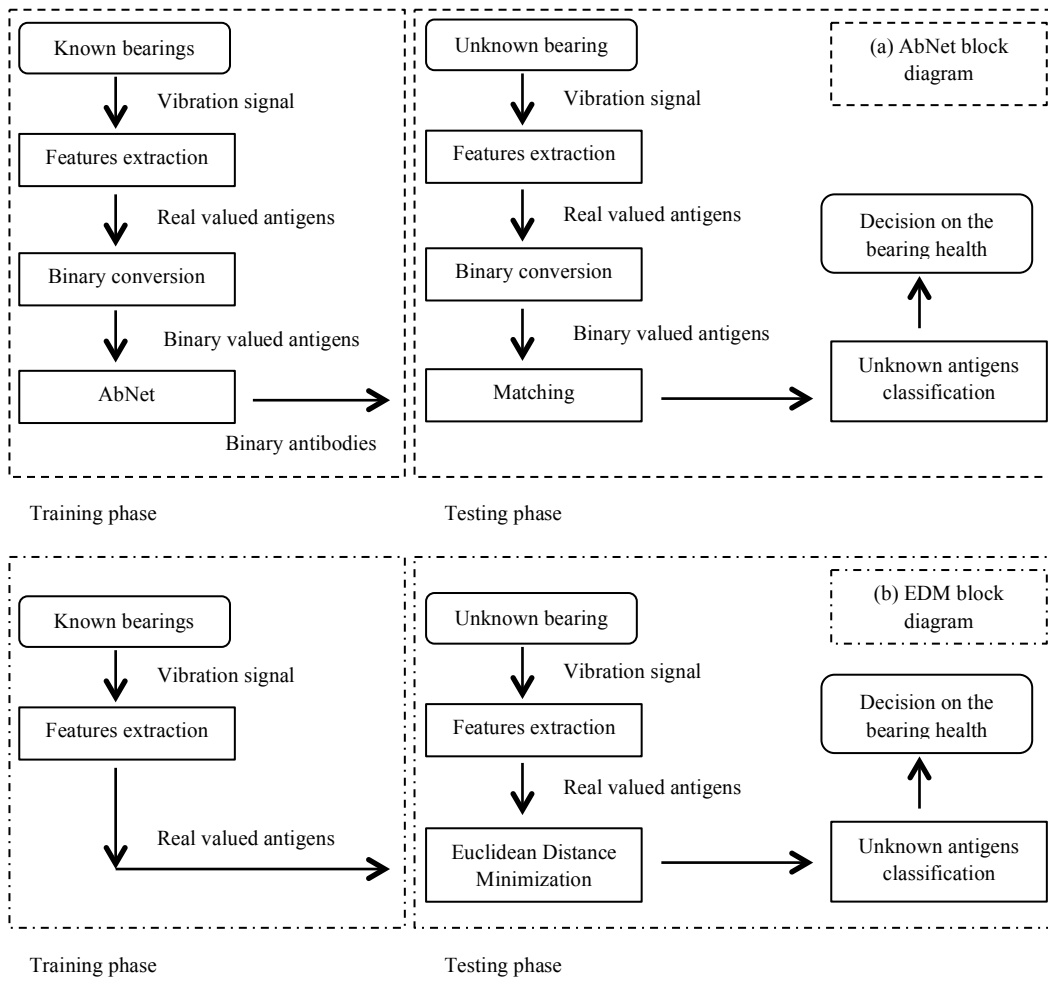 Known bearings
Vibration signal
Features extraction
Real valued antigens
Binary conversion
Binary valued antigens
AbNet
Binary antibodies
Training phase
Unknown bearing
Vibration signal
Features extraction
Real valued antigens
Binary conversion
Binary valued antigens
Matching
(a) AbNet block
diagram
Decision on the
bearing health
Unknown antigens
classification
Testing phase
Known bearings
Vibration signal
Features extraction
Real valued antigens
Training phase
Unknown bearing
Vibration signal
Features extraction
Real valued antigens
Euclidean Distance
Minimization
(b) EDM block
diagram
Decision on the
bearing health
Unknown antigens
classification
Testing phase